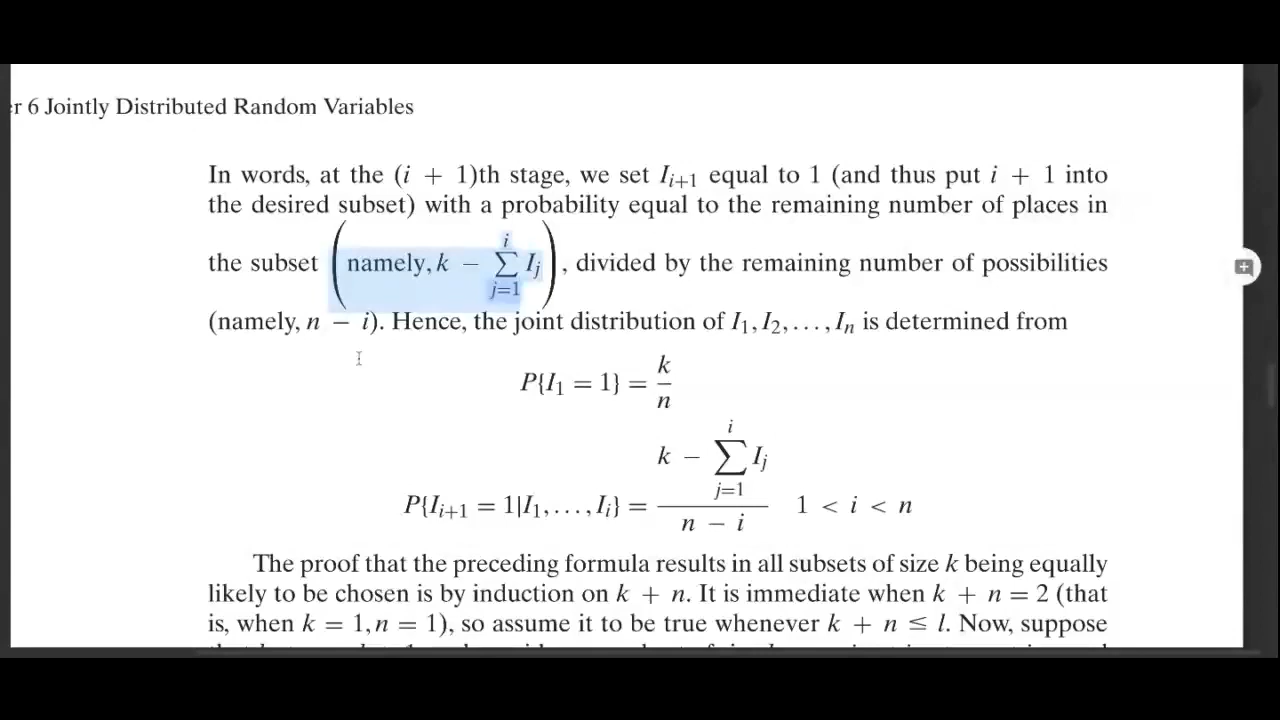 r 6 Jointly Distributed Random Variables
In words, at the (i + 1)th stage, we set I_{i+1} equal to 1 (and thus put i + 1 into
the desired subset) with a probability equal to the remaining number of places in
the subset (namely, k − ∑_{j=1}^{i} I_j), divided by the remaining number of possibilities
(namely, n − i). Hence, the joint distribution of I_1, I_2, ..., I_n is determined from
P{I_1 = 1} = k/n
P{I_{i+1} = 1|I_1, ..., I_i} = (k − ∑_{j=1}^{i} I_j)/(n − i) 1 < i < n
The proof that the preceding formula results in all subsets of size k being equally
likely to be chosen is by induction on k + n. It is immediate when k + n = 2 (that
is, when k = 1, n = 1), so assume it to be true whenever k + n ≤ l. Now, suppose